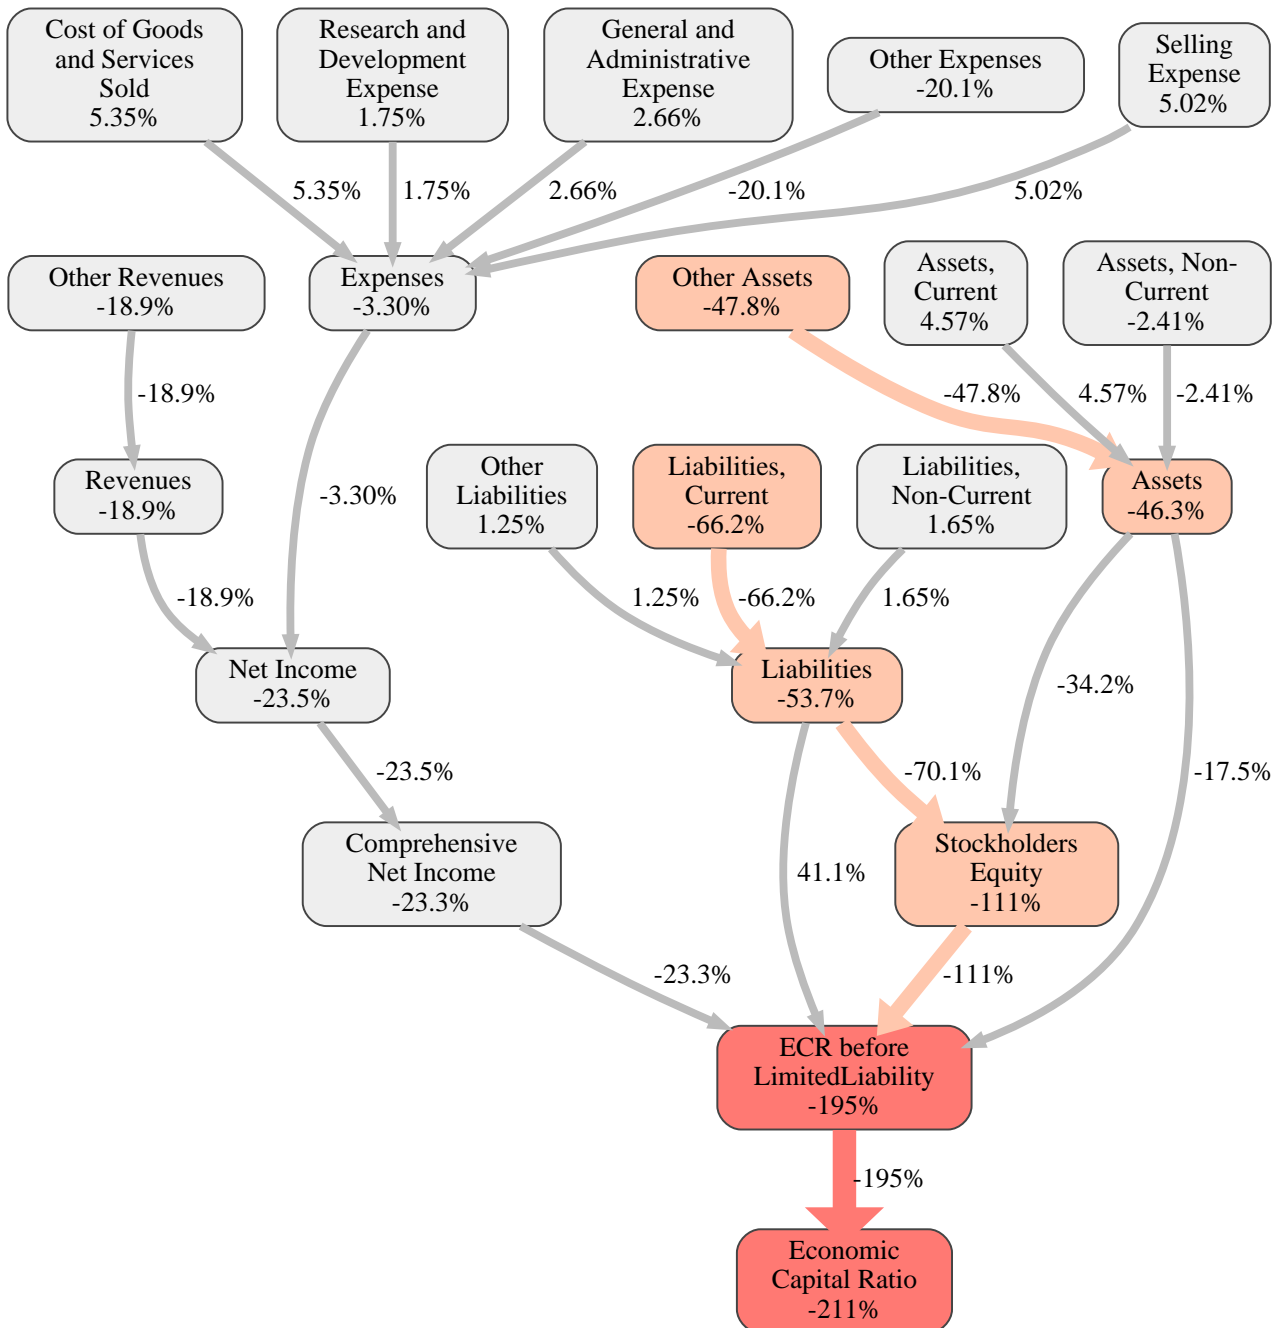 Cost of Goods
and Services
Sold
5.35%
Research and
Development
Expense
1.75%
General and
Administrative
Expense
2.66%
Other Expenses
-20.1%
Selling
Expense
5.02%
5.35%
1.75%
2.66%
-20.1%
5.02%
Other Revenues
-18.9%
Expenses
-3.30%
Other Assets
-47.8%
Assets,
Current
4.57%
Assets, Non-
Current
-2.41%
-18.9%
-47.8%
4.57%
-2.41%
Revenues
-18.9%
-3.30%
Other
Liabilities
1.25%
Liabilities,
Current
-66.2%
Liabilities,
Non-Current
1.65%
Assets
-46.3%
-18.9%
1.25%
-66.2%
1.65%
Net Income
-23.5%
Liabilities
-53.7%
-34.2%
-23.5%
-70.1%
-17.5%
Comprehensive
Net Income
-23.3%
41.1%
Stockholders
Equity
-111%
-23.3%
-111%
ECR before
LimitedLiability
-195%
-195%
Economic
Capital Ratio
-211%